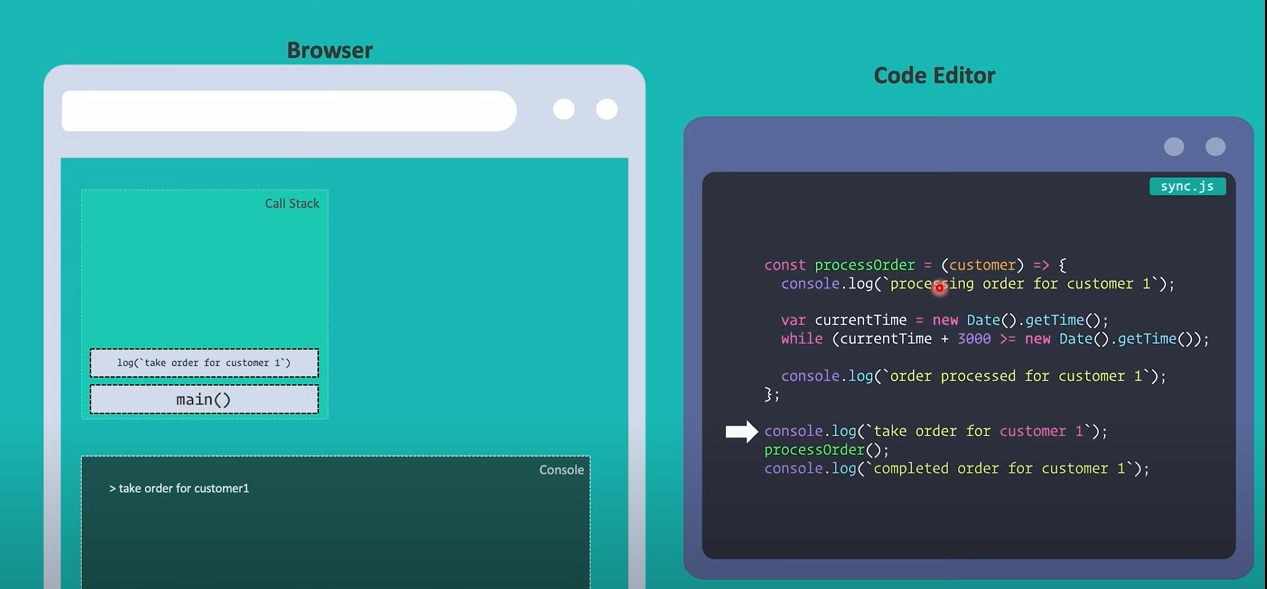 Browser
Call Stack
log(`take order for customer 1`)
main()
Console
> take order for customer1
Code Editor
sync.js
const processOrder = (customer) => {
console.log(`processing order for customer 1`);
var currentTime = new Date().getTime();
while (currentTime + 3000 >= new Date().getTime());
console.log(`order processed for customer 1`);
};
console.log(`take order for customer 1`);
processOrder();
console.log(`completed order for customer 1`);